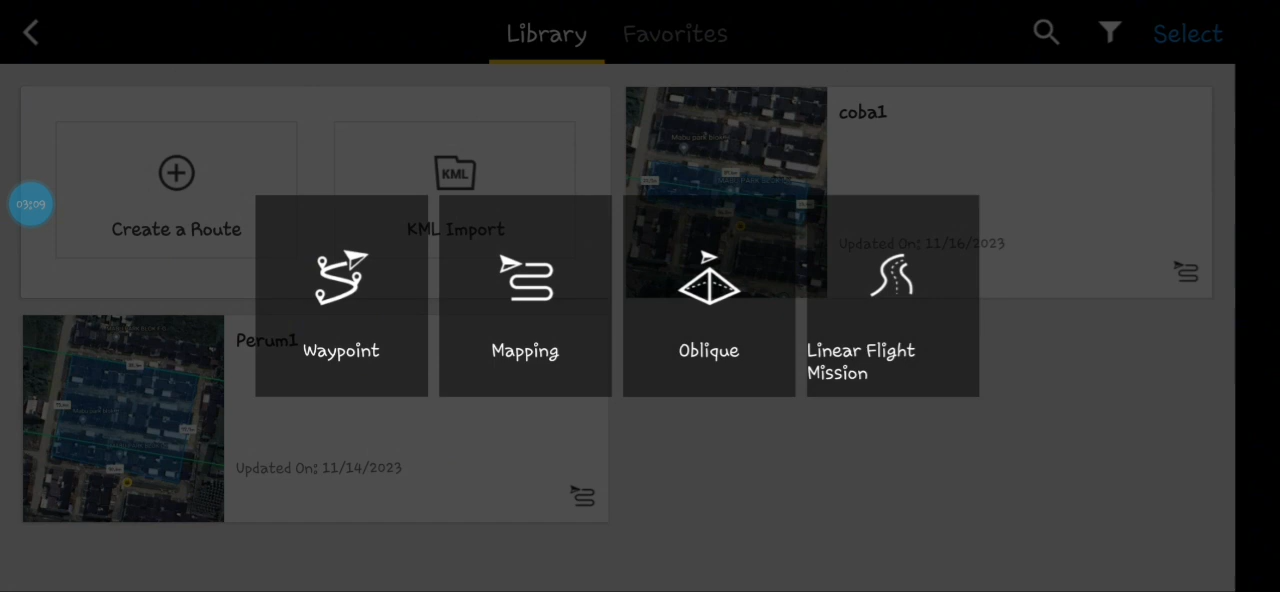 Library
Favorites
Select
Create a Route
KML
KML Import
coba1
Updated On: 11/16/2023
03:09
Waypoint
Mapping
Oblique
Linear Flight
Mission
Perum1
Updated On: 11/14/2023